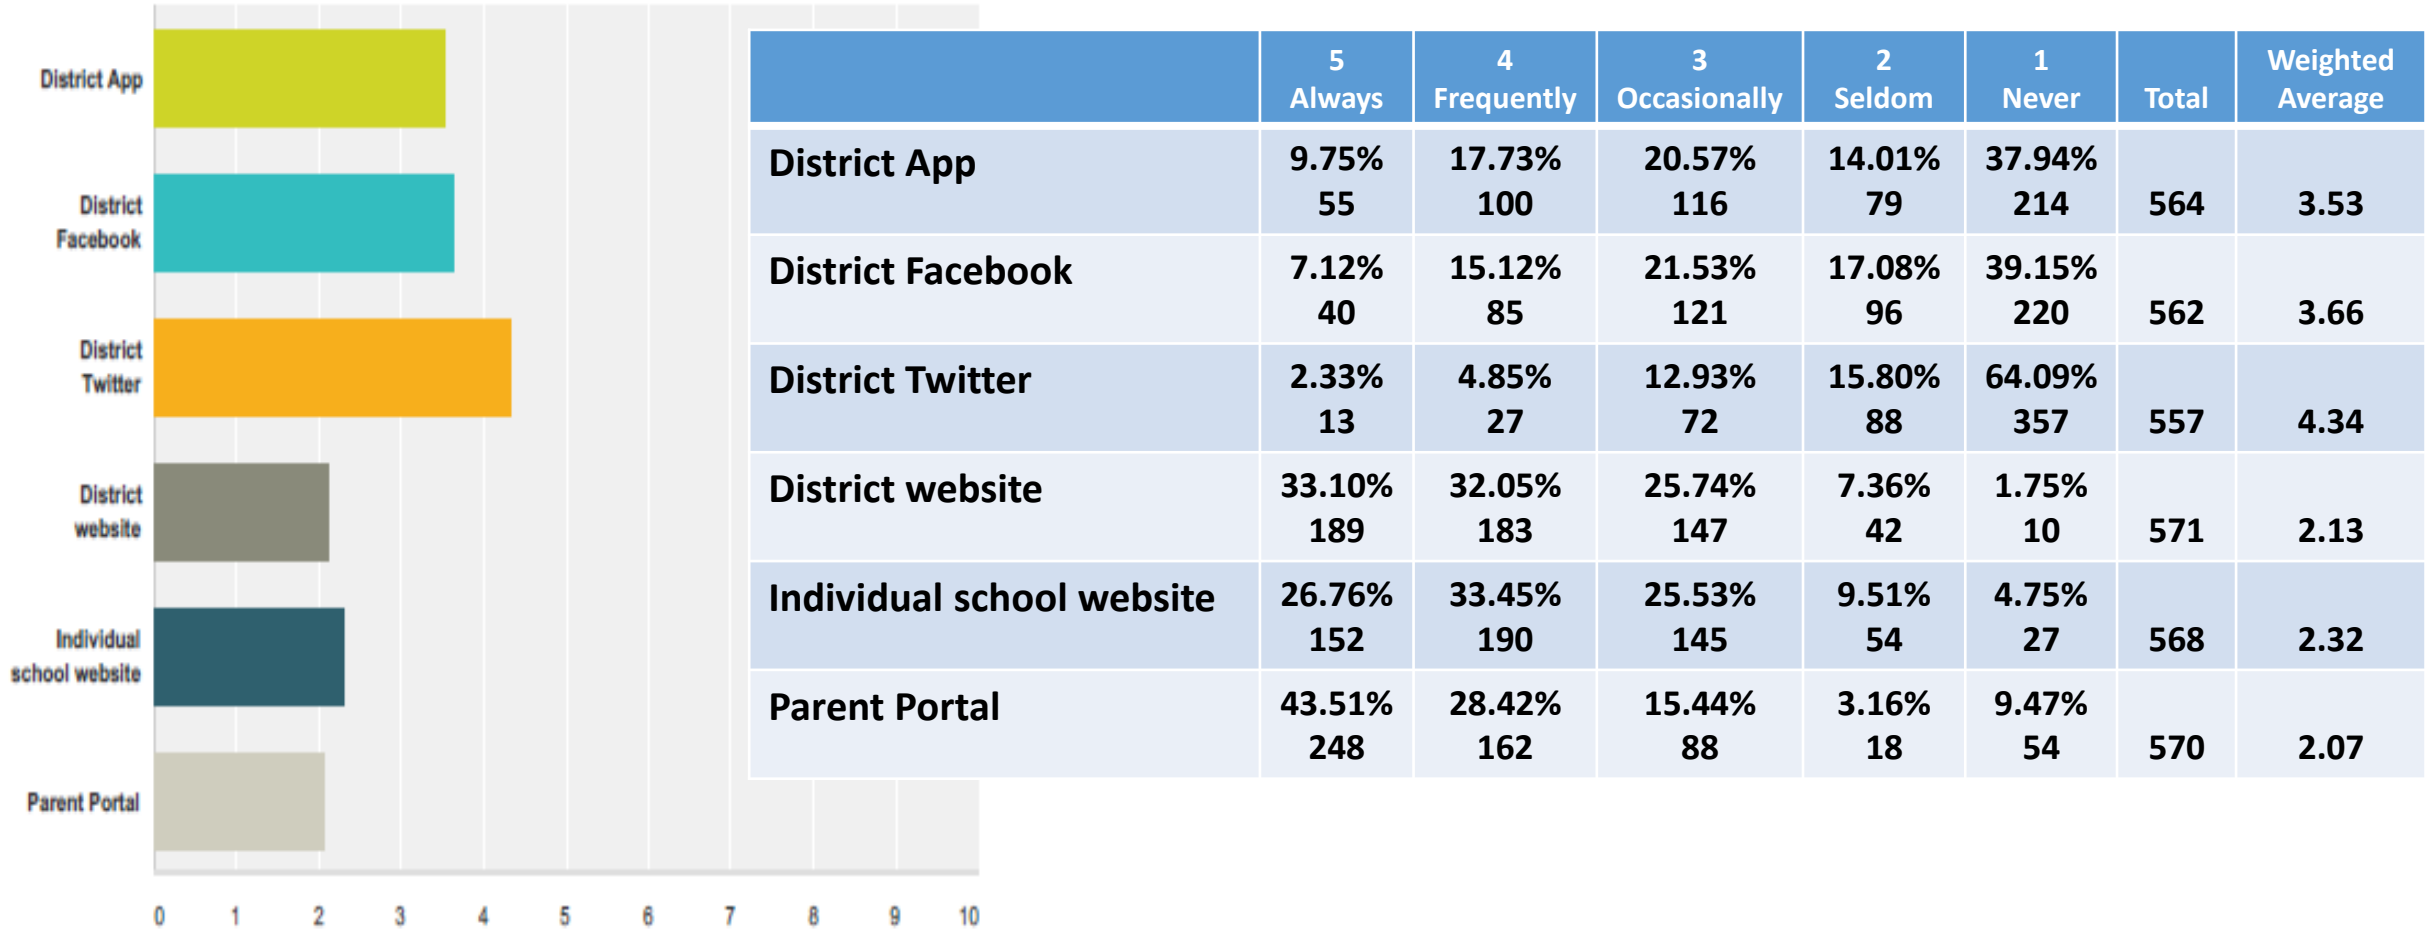 District App
District
Facebook
District
Twitter
District
website
Individual
school website
Parent Portal
0 1 2 3 4 5 6 7 8 9 10
5 4 3 2 1 Weighted
Always Frequently Occasionally Seldom Never Total Average
District App 9.75% 17.73% 20.57% 14.01% 37.94%
55 100 116 79 214 564 3.53
District Facebook 7.12% 15.12% 21.53% 17.08% 39.15%
40 85 121 96 220 562 3.66
District Twitter 2.33% 4.85% 12.93% 15.80% 64.09%
13 27 72 88 357 557 4.34
District website 33.10% 32.05% 25.74% 7.36% 1.75%
189 183 147 42 10 571 2.13
Individual school website 26.76% 33.45% 25.53% 9.51% 4.75%
152 190 145 54 27 568 2.32
Parent Portal 43.51% 28.42% 15.44% 3.16% 9.47%
248 162 88 18 54 570 2.07